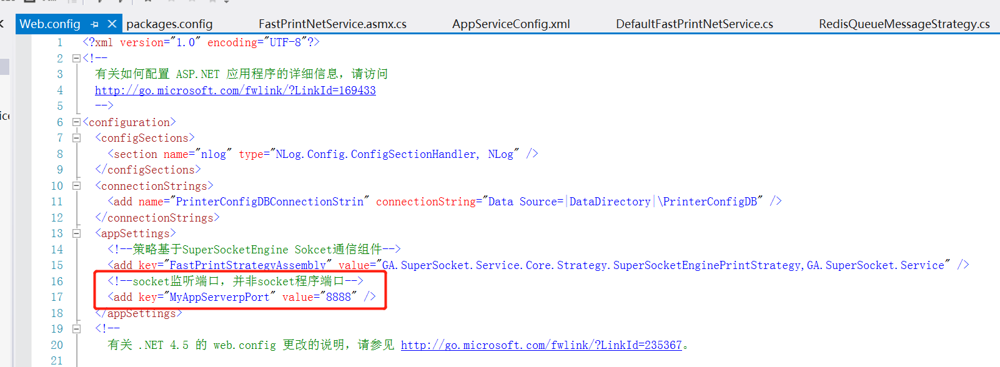 Web.config packages.config FastPrintNetService.asmx.cs AppServiceConfig.xml DefaultFastPrintNetService.cs RedisQueueMessageStrategy.cs
1 <?xml version="1.0" encoding="UTF-8"?>
2 <!--
3 有关如何配置 ASP.NET 应用程序的详细信息，请访问
4 http://go.microsoft.com/fwlink/?LinkId=169433
5 -->
6 <configuration>
7 <configSections>
8 <section name="nlog" type="NLog.Config.ConfigSectionHandler, NLog" />
9 </configSections>
10 <connectionStrings>
11 <add name="PrinterConfigDBConnectionStrin" connectionString="Data Source=|DataDirectory|\PrinterConfigDB" />
12 </connectionStrings>
13 <appSettings>
14 <!--策略基于SuperSocketEngine Sokcet通信组件-->
15 <add key="FastPrintStrategyAssembly" value="GA.SuperSocket.Service.Core.Strategy.SuperSocketEnginePrintStrategy,GA.SuperSocket.Service" />
16 <!--socket监听端口，并非socket程序端口-->
17 <add key="MyAppServerpPort" value="8888" />
18 </appSettings>
19 <!--
20 有关 .NET 4.5 的 web.config 更改的说明，请参见 http://go.microsoft.com/fwlink/?LinkId=235367。
21